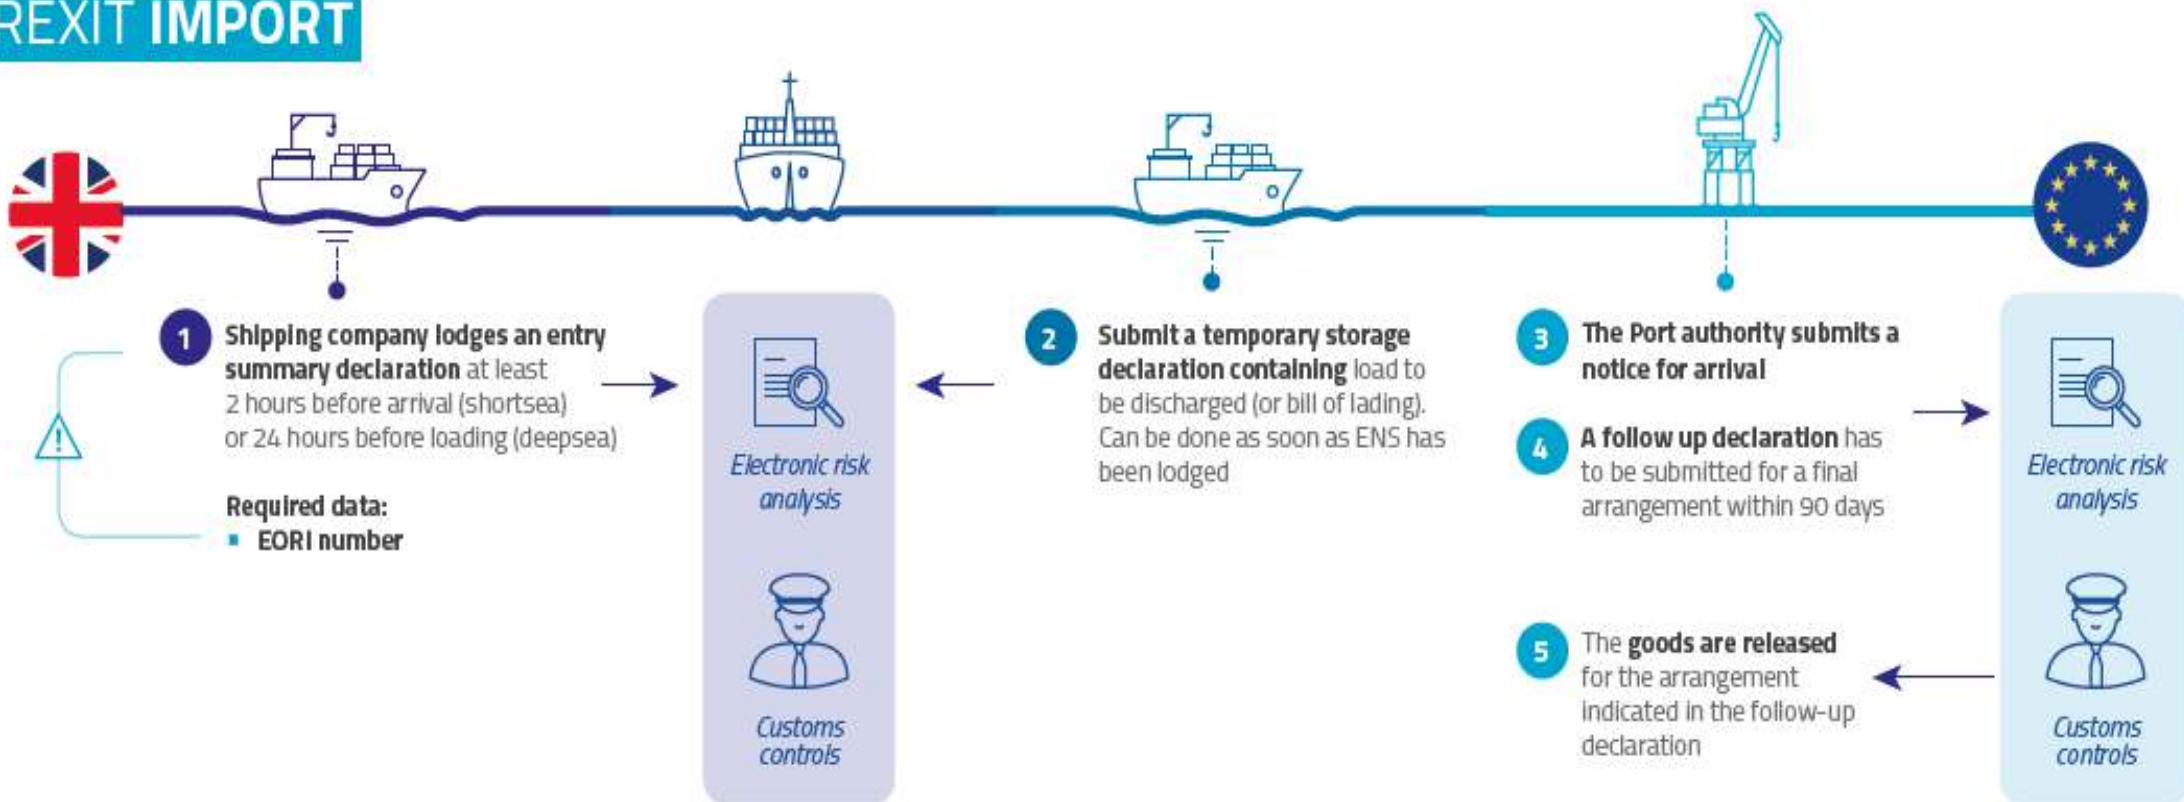 REXIT IMPORT
1
Shipping company lodges an entry
summary declaration at least
2 hours before arrival (shortsea)
or 24 hours before loading (deepsea)
Required data:
▪ EORI number
Electronic risk
analysis
Customs
controls
2
Submit a temporary storage
declaration containing load to
be discharged (or bill of lading).
Can be done as soon as ENS has
been lodged
3
The Port authority submits a
notice for arrival
4
A follow up declaration has
to be submitted for a final
arrangement within 90 days
5
The goods are released
for the arrangement
indicated in the follow-up
declaration
Electronic risk
analysis
Customs
controls